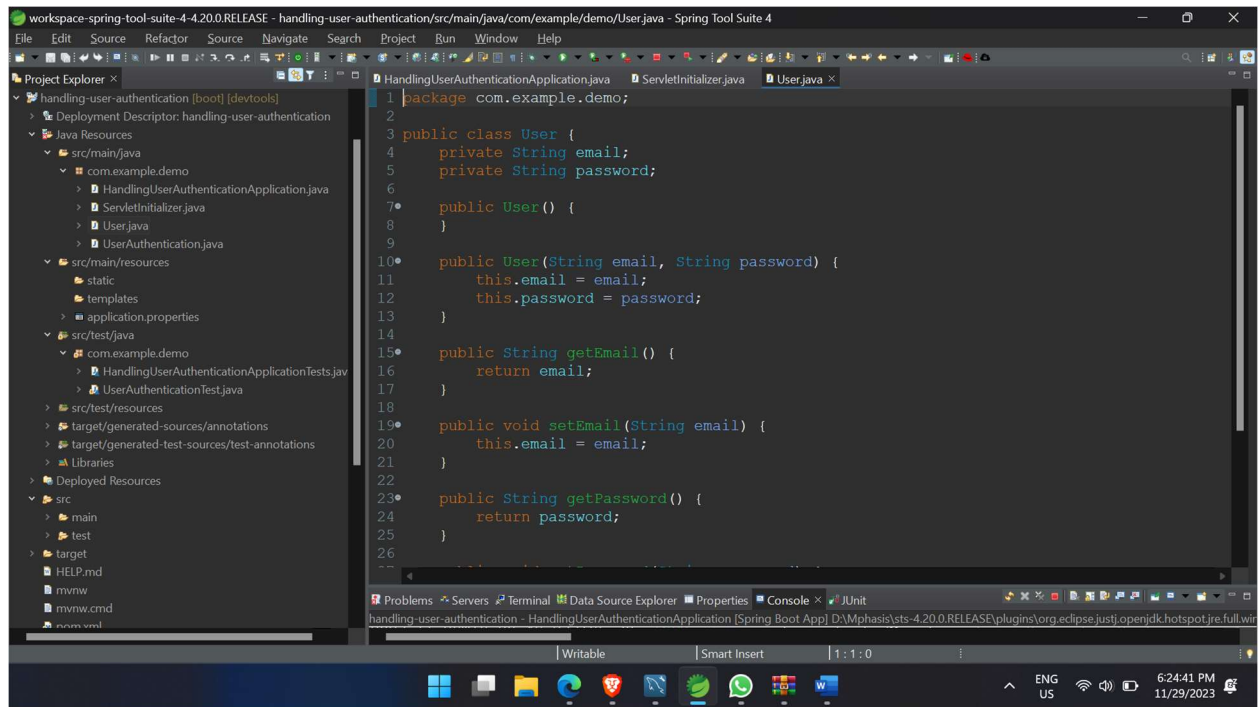 workspace-spring-tool-suite-4-4.20.0.RELEASE - handling-user-authentication/src/main/java/com/example/demo/User.java - Spring Tool Suite 4
File Edit Source Refactor Source Navigate Search Project Run Window Help
Project Explorer
handling-user-authentication [boot] [devtools]
Deployment Descriptor: handling-user-authentication
Java Resources
src/main/java
com.example.demo
HandlingUserAuthenticationApplication.java
ServletInitializer.java
User.java
UserAuthentication.java
src/main/resources
static
templates
application.properties
src/test/java
com.example.demo
HandlingUserAuthenticationApplicationTests.jav
UserAuthenticationTest.java
src/test/resources
target/generated-sources/annotations
target/generated-test-sources/test-annotations
Libraries
Deployed Resources
src
main
test
target
HELP.md
mvnw
mvnw.cmd
pom.xml
HandlingUserAuthenticationApplication.java ServletInitializer.java User.java
1 package com.example.demo;
2
3 public class User {
4 private String email;
5 private String password;
6
7 public User() {
8 }
9
10 public User(String email, String password) {
11 this.email = email;
12 this.password = password;
13 }
14
15 public String getEmail() {
16 return email;
17 }
18
19 public void setEmail(String email) {
20 this.email = email;
21 }
22
23 public String getPassword() {
24 return password;
25 }
26
Problems Servers Terminal Data Source Explorer Properties Console JUnit
handling-user-authentication - HandlingUserAuthenticationApplication [Spring Boot App] D:\Mphasis\sts-4.20.0.RELEASE\plugins\org.eclipse.justj.openjdk.hotspot.jre.full.win
Writable Smart Insert 1 : 1 : 0
ENG
US
6:24:41 PM
11/29/2023